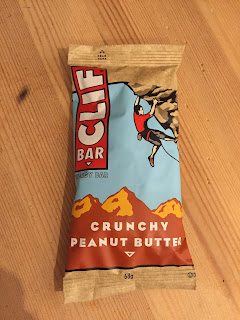 CLIF
BAR
ENERGY BAR
CRUNCHY
PEANUT BUTTER
68g